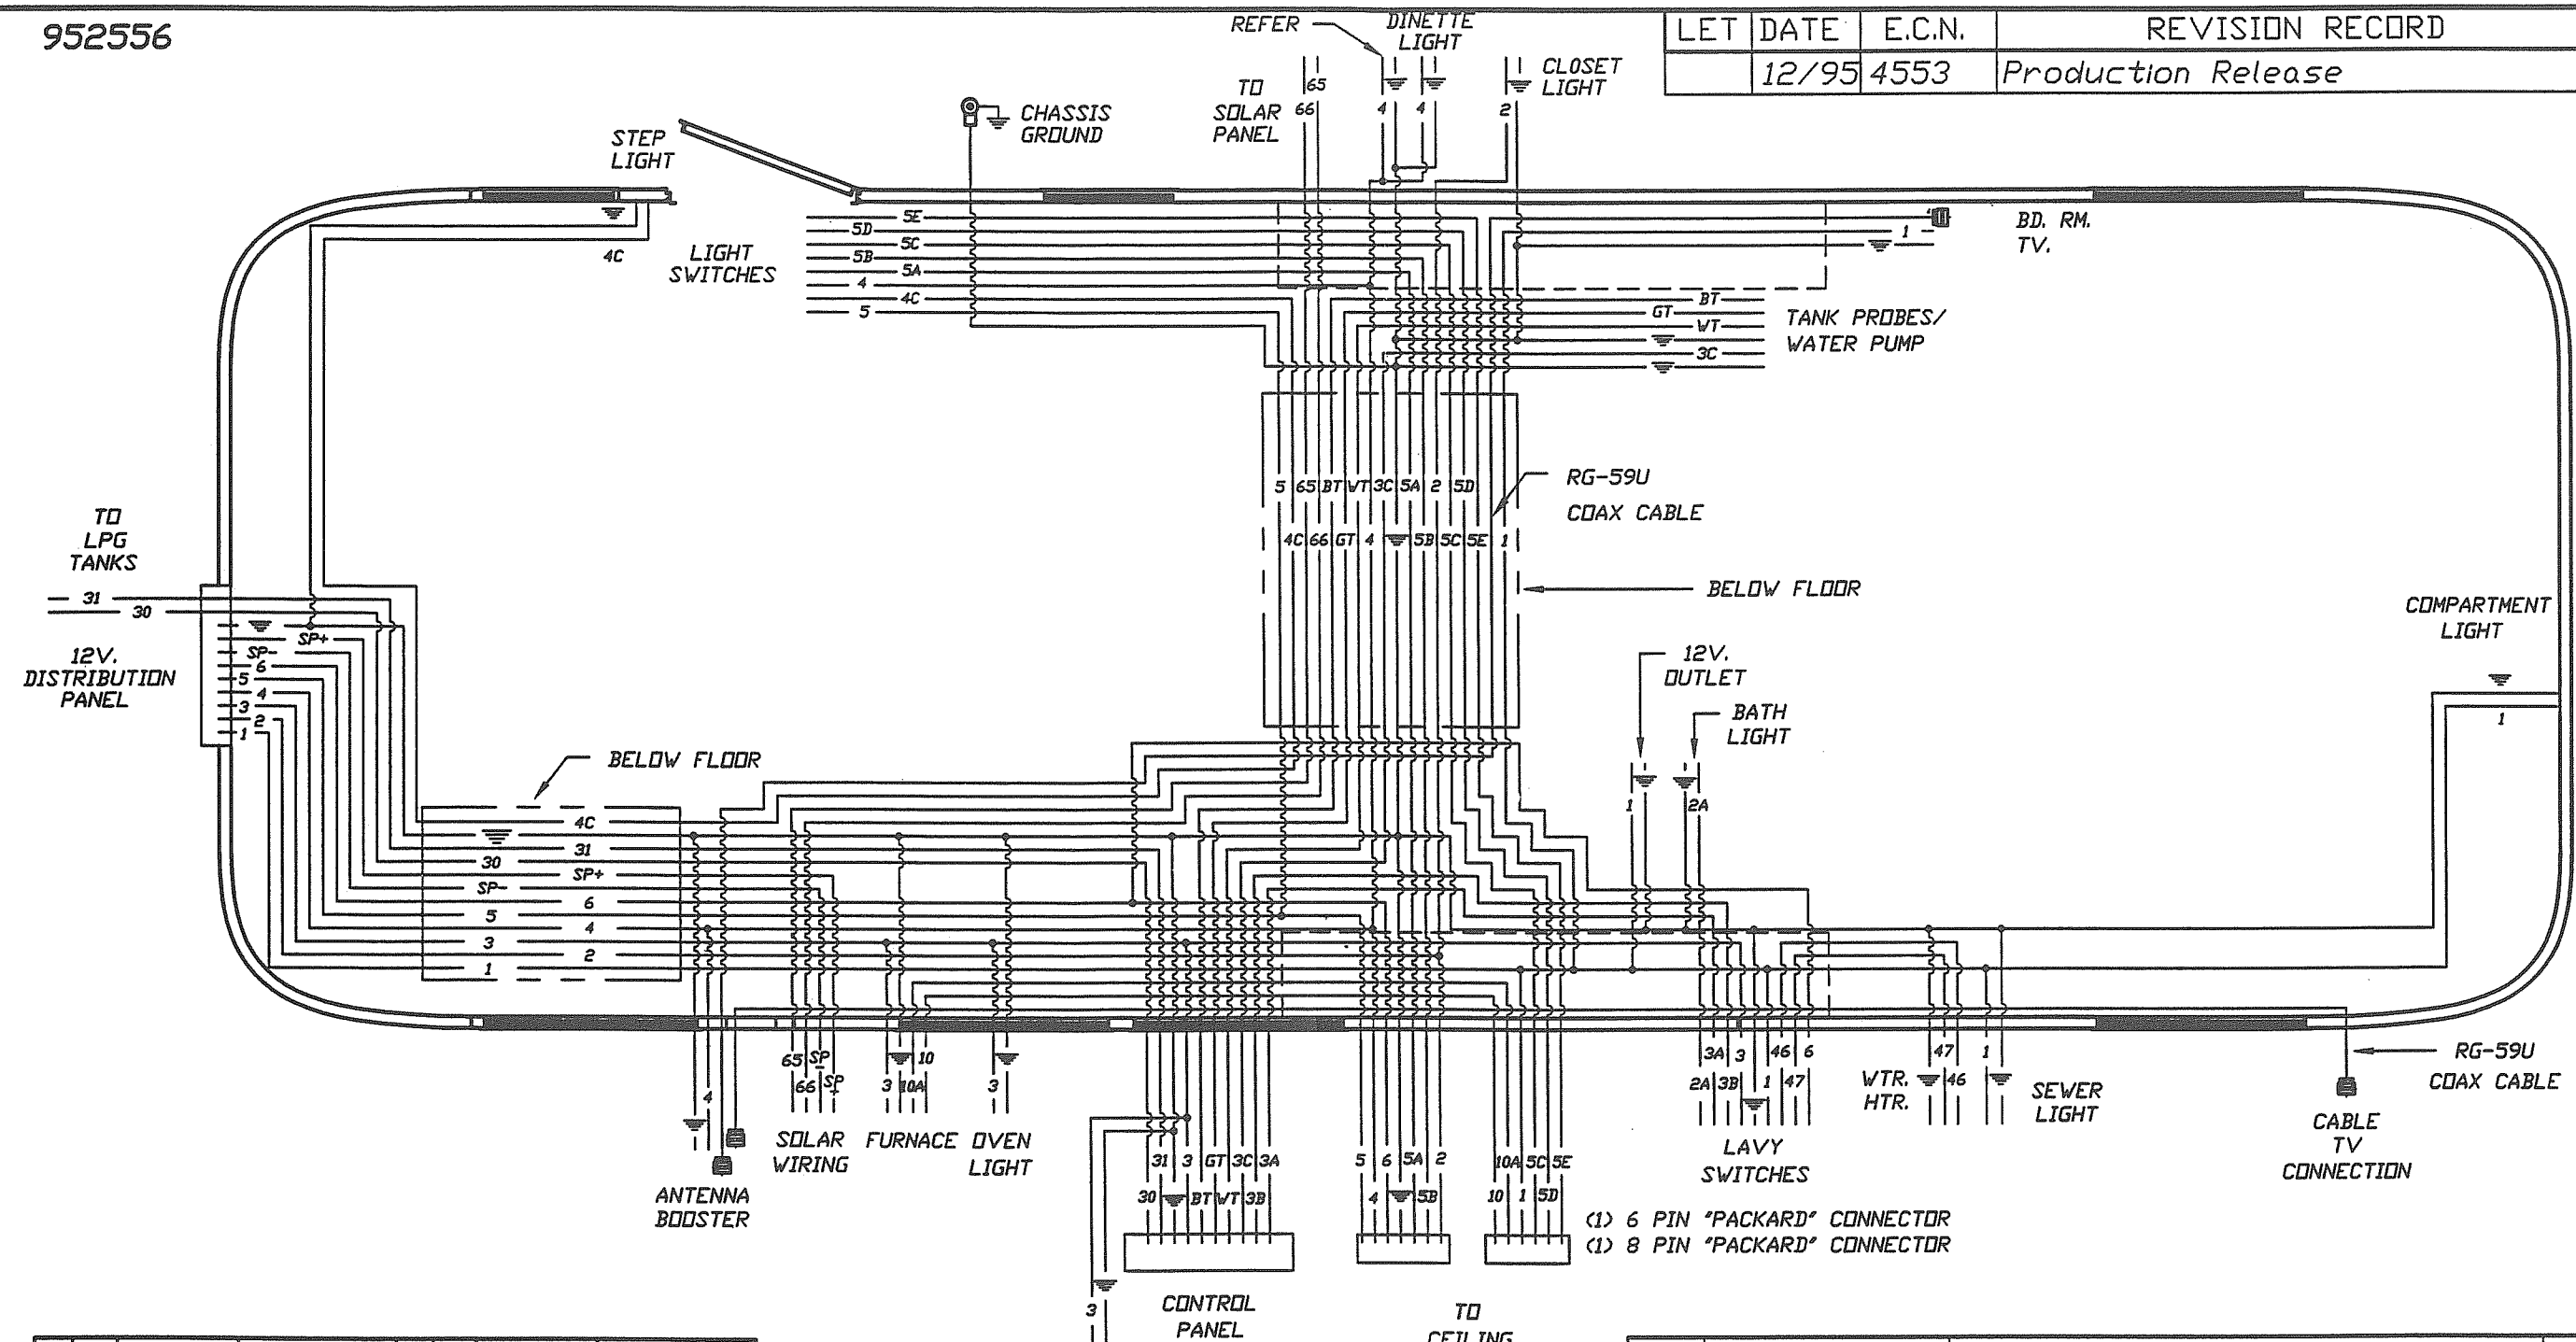 952556
LET DATE E.C.N. REVISION RECORD
12/95 4553 Production Release
REFER
DINETTE
LIGHT
CLOSET
LIGHT
TO
SOLAR
PANEL
65
66
4
4
2
CHASSIS
GROUND
STEP
LIGHT
4C
LIGHT
SWITCHES
5E
5D
5C
5B
5A
4
4C
5
1
BD. RM.
TV.
BT
GT
WT
3C
TANK PROBES/
WATER PUMP
5 65 BT WT 3C 5A 2 5D
4C 66 GT 4 5B 5C 5E 1
RG-59U
COAX CABLE
BELOW FLOOR
TO
LPG
TANKS
31
30
12V.
DISTRIBUTION
PANEL
SP+
SP-
6
5
4
3
2
1
BELOW FLOOR
4C
31
30
SP+
SP-
6
5
4
3
2
1
12V.
OUTLET
BATH
LIGHT
1
2A
COMPARTMENT
LIGHT
1
4
ANTENNA
BOOSTER
65 SP-
66 SP+
SOLAR
WIRING
3 10A 10
FURNACE
3
OVEN
LIGHT
31 3 GT 3C 3A
30 BT WT 3B
3
CONTROL
PANEL
5 6 5A 2
4 5B
10A 5C 5E
10 1 5D
TO
CEILING
3A 3 46 6
2A 3B 1 47
LAVY
SWITCHES
(1) 6 PIN "PACKARD" CONNECTOR
(1) 8 PIN "PACKARD" CONNECTOR
WTR.
HTR.
47
46
1
SEWER
LIGHT
RG-59U
COAX CABLE
CABLE
TV
CONNECTION